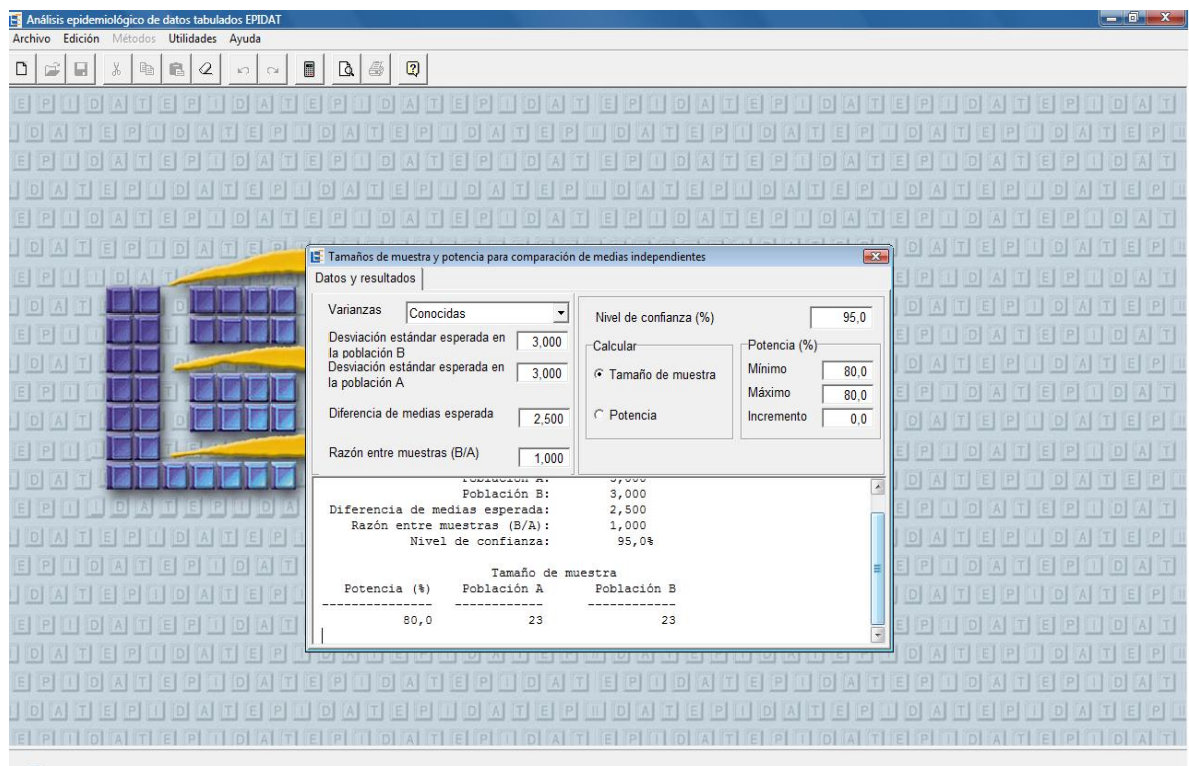 Análisis epidemiológico de datos tabulados EPIDAT
Archivo Edición Métodos Utilidades Ayuda
Tamaños de muestra y potencia para comparación de medias independientes
Datos y resultados
Varianzas Conocidas
Desviación estándar esperada en la población B 3,000
Desviación estándar esperada en la población A 3,000
Diferencia de medias esperada 2,500
Razón entre muestras (B/A) 1,000
Nivel de confianza (%) 95,0
Calcular
Tamaño de muestra
Potencia
Potencia (%)
Mínimo 80,0
Máximo 80,0
Incremento 0,0
Población A: 3,000
Población B: 3,000
Diferencia de medias esperada: 2,500
Razón entre muestras (B/A): 1,000
Nivel de confianza: 95,0%
Tamaño de muestra
Potencia (%) Población A Población B
80,0 23 23